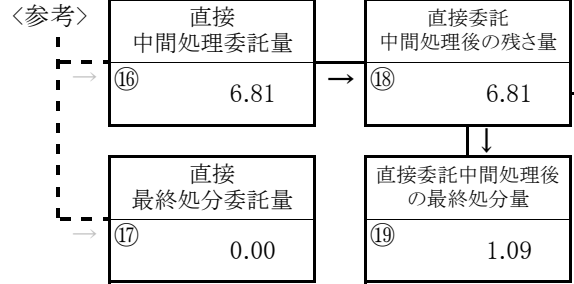 〈参考〉
直接
中間処理委託量
→
⑯
6.81
→
直接委託
中間処理後の残さ量
⑱
6.81
↓
直接
最終処分委託量
→
⑰
0.00
直接委託中間処理後
の最終処分量
⑲
1.09